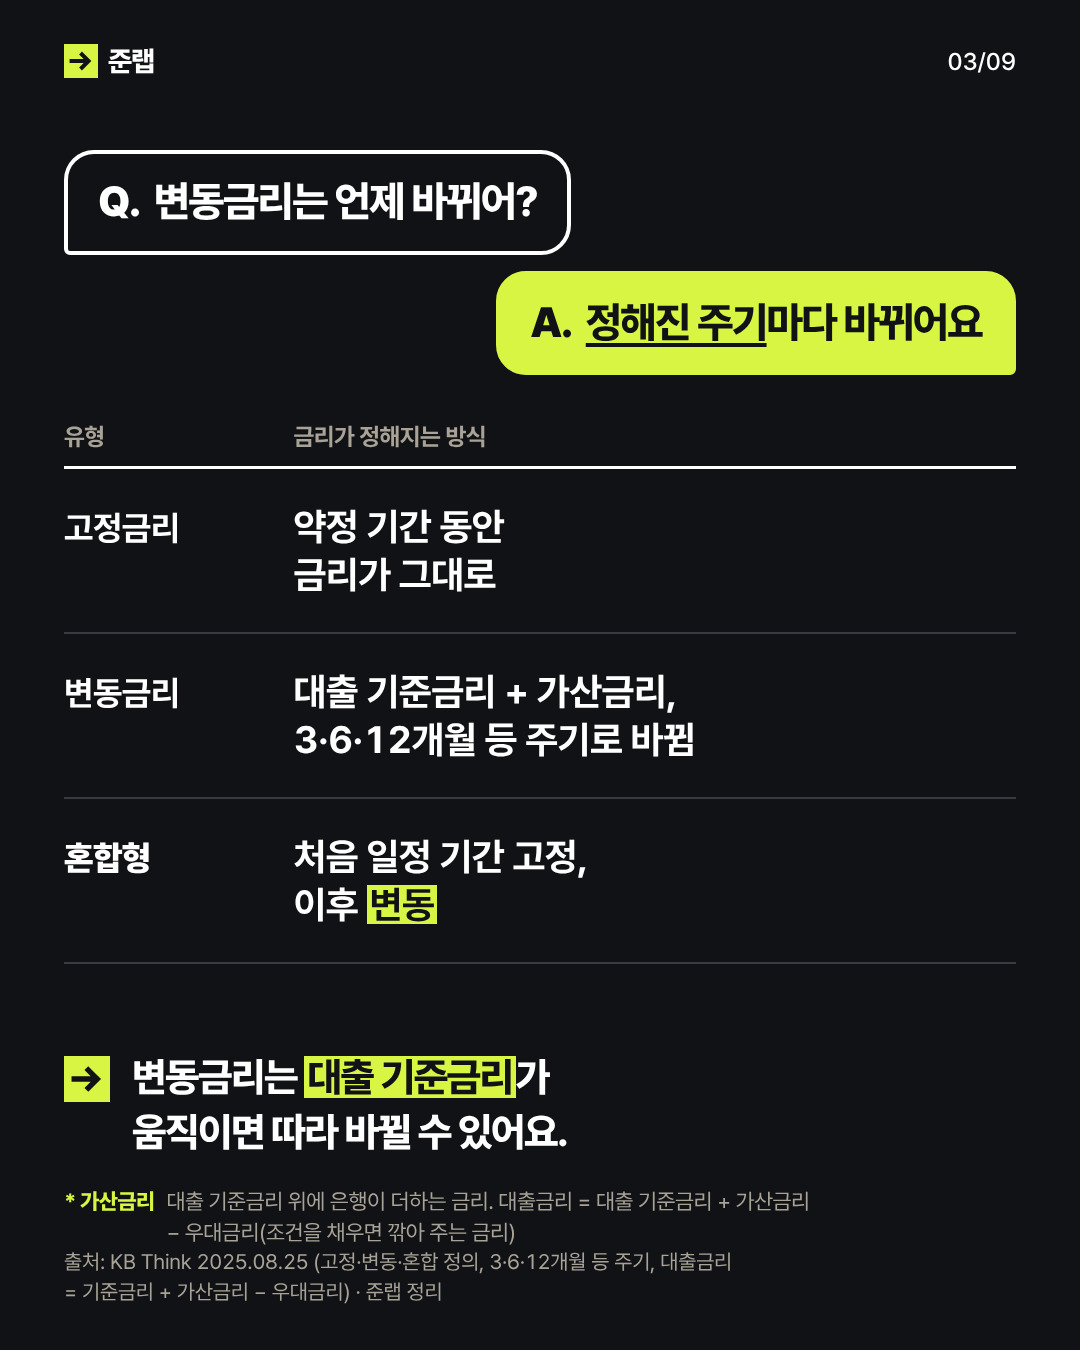 준랩
03/09
Q. 변동금리는 언제 바뀌어?
A. 정해진 주기마다 바뀌어요
유형 금리가 정해지는 방식
고정금리 약정 기간 동안
금리가 그대로
변동금리 대출 기준금리 + 가산금리,
3·6·12개월 등 주기로 바뀜
혼합형 처음 일정 기간 고정,
이후 변동
변동금리는 대출 기준금리가
움직이면 따라 바뀔 수 있어요.
* 가산금리 대출 기준금리 위에 은행이 더하는 금리. 대출금리 = 대출 기준금리 + 가산금리
− 우대금리(조건을 채우면 깎아 주는 금리)
출처: KB Think 2025.08.25 (고정·변동·혼합 정의, 3·6·12개월 등 주기, 대출금리
= 기준금리 + 가산금리 − 우대금리) · 준랩 정리